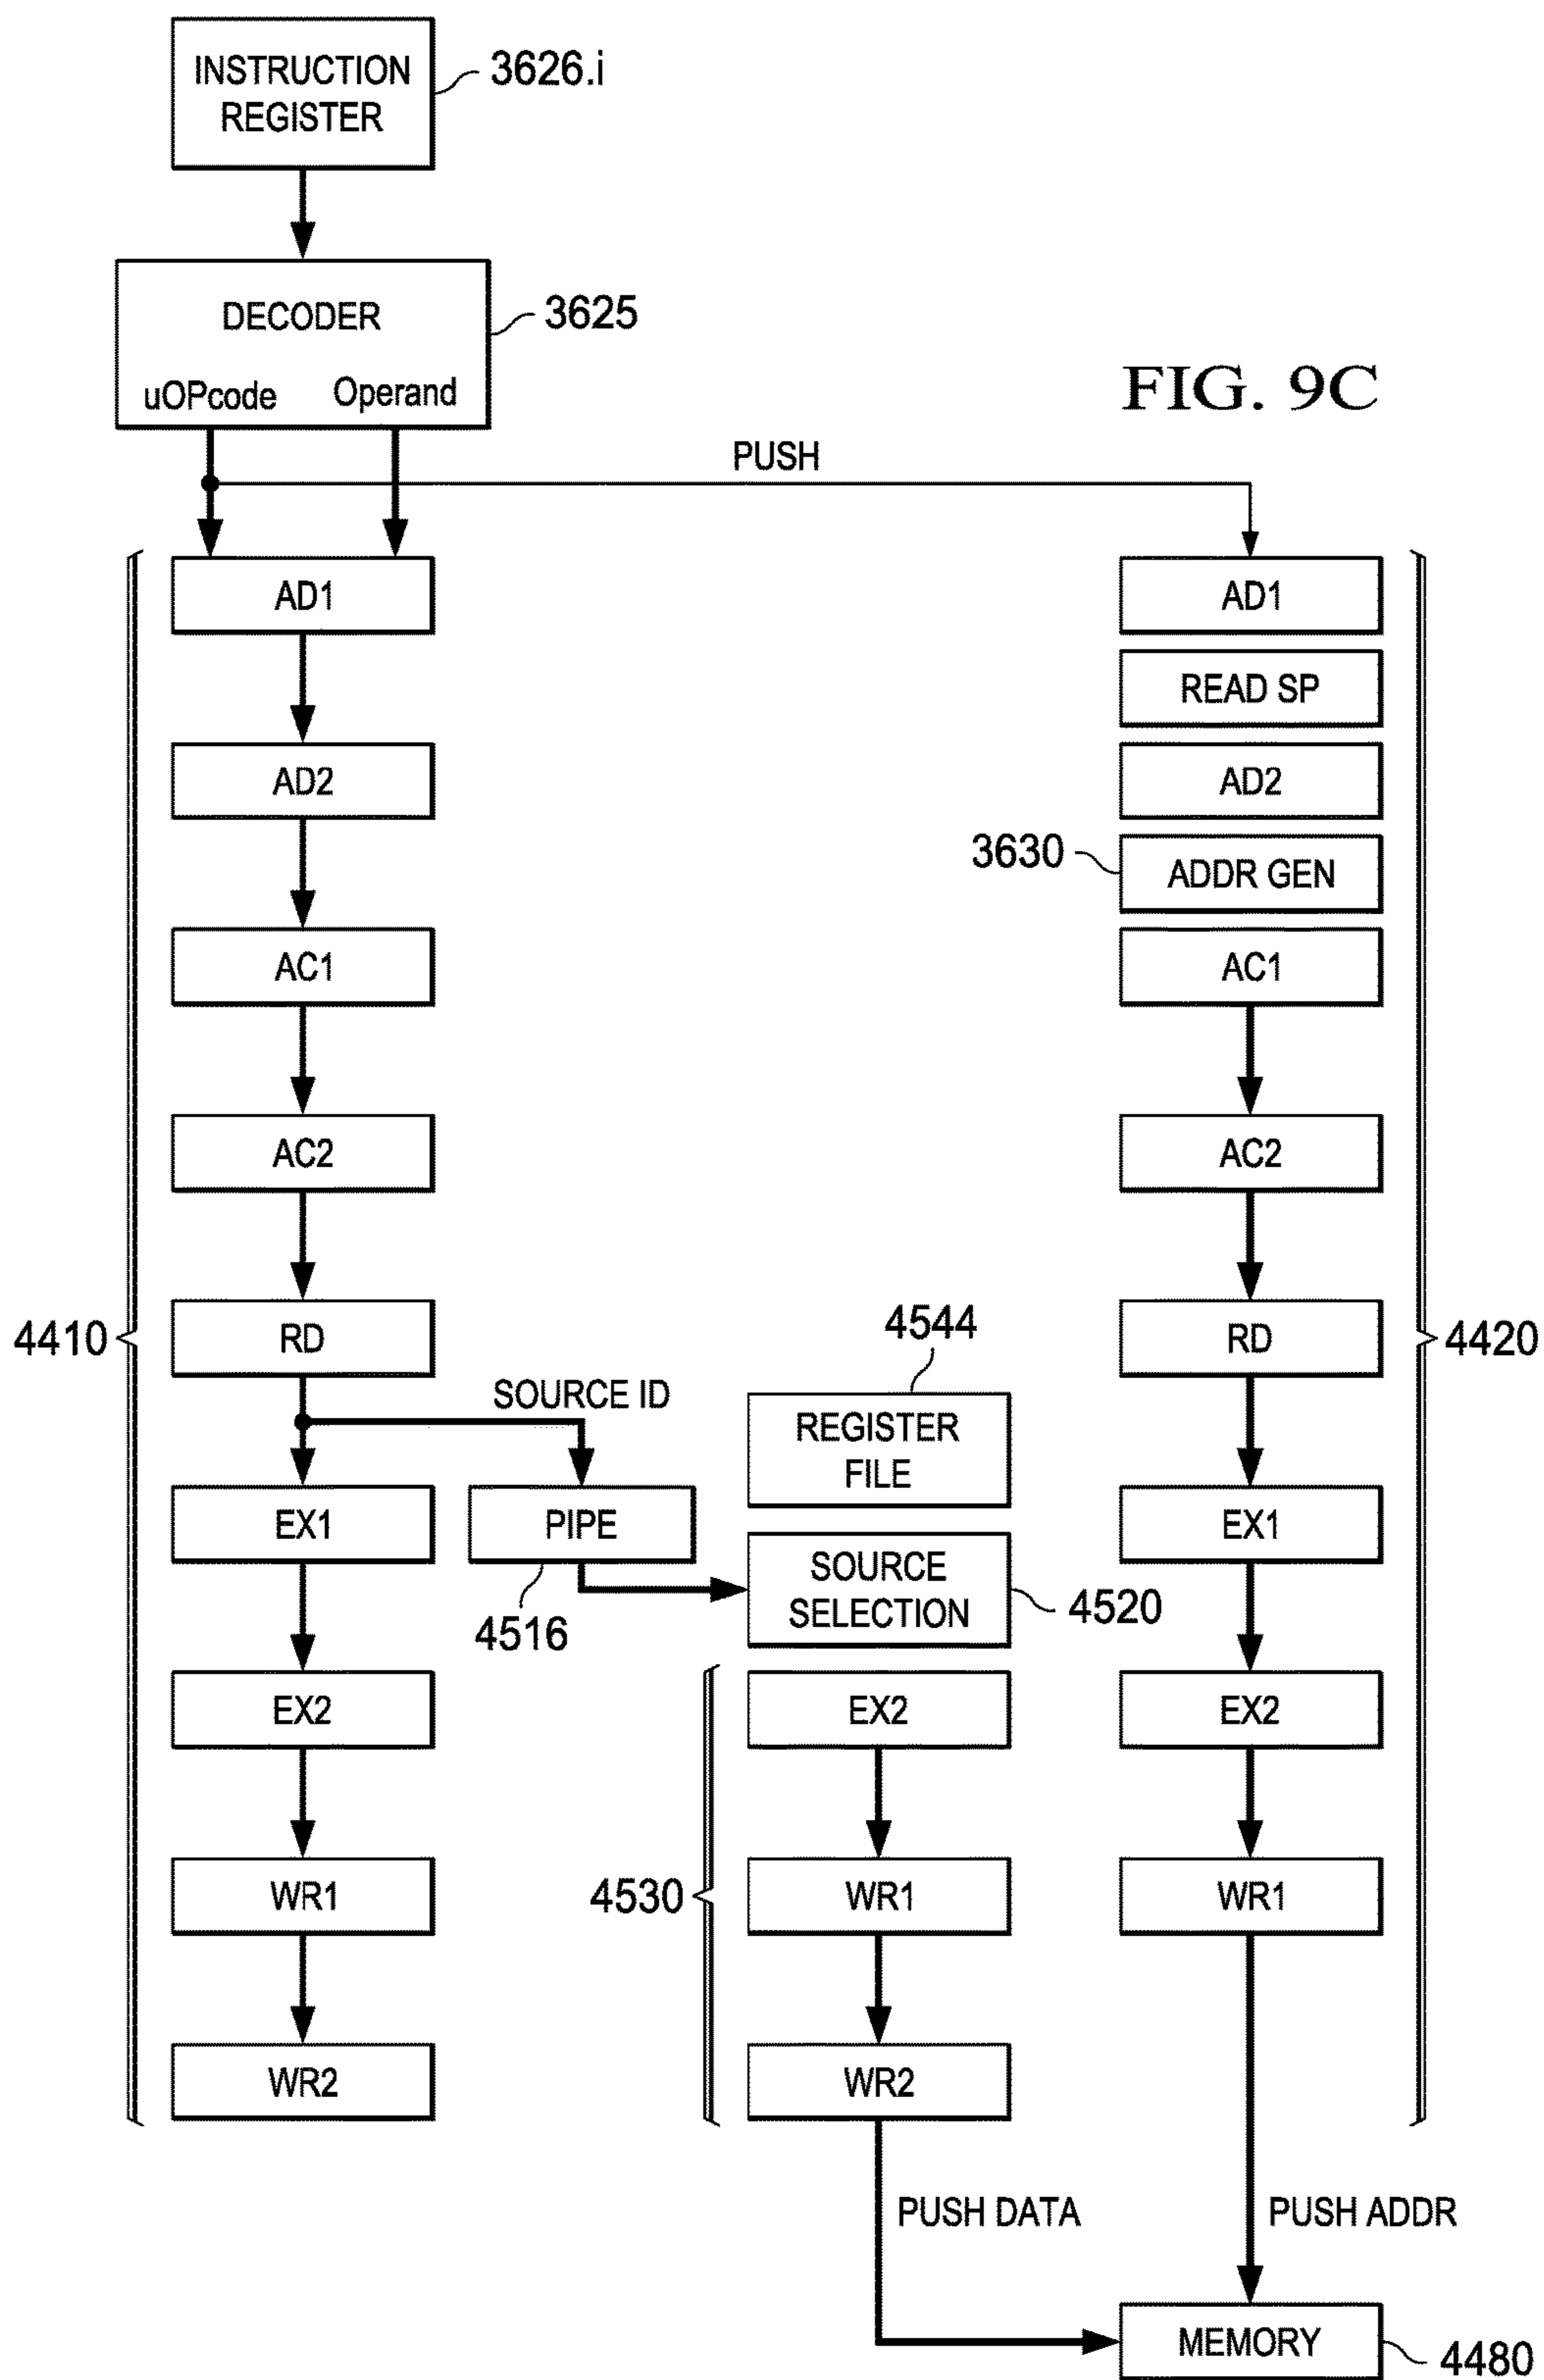 INSTRUCTION
REGISTER
3626.i
DECODER
3625
uOPcode
Operand
FIG. 9C
PUSH
AD1
AD1
READ SP
AD2
AD2
3630
ADDR GEN
AC1
AC1
AC2
AC2
4410
RD
4544
RD
4420
SOURCE ID
REGISTER
FILE
EX1
PIPE
EX1
4516
SOURCE
SELECTION
4520
EX2
EX2
EX2
4530
WR1
WR1
WR1
WR2
WR2
PUSH DATA
PUSH ADDR
MEMORY
4480